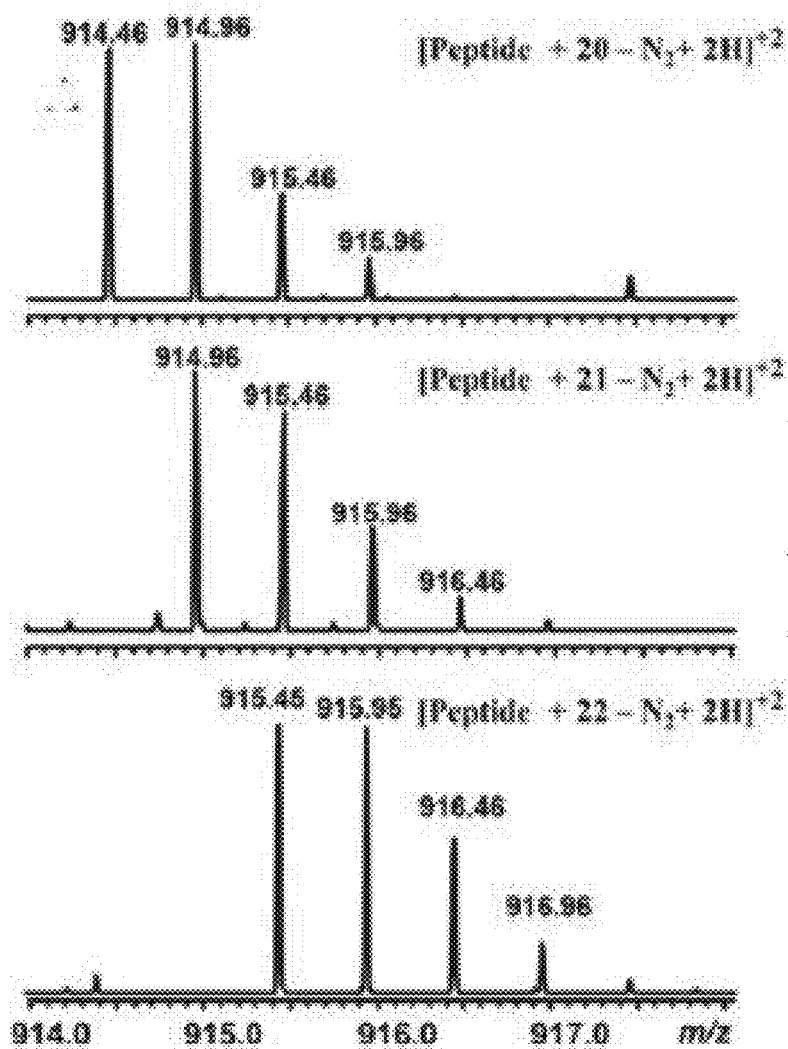 914.46 914.96 [Peptide + 20 – N2+ 2H]+2
915.46
915.96
914.96 [Peptide + 21 – N2+ 2H]+2
915.46
915.96
916.46
915.45 915.95 [Peptide + 22 – N2+ 2H]+2
916.46
916.96
914.0 915.0 916.0 917.0 m/z